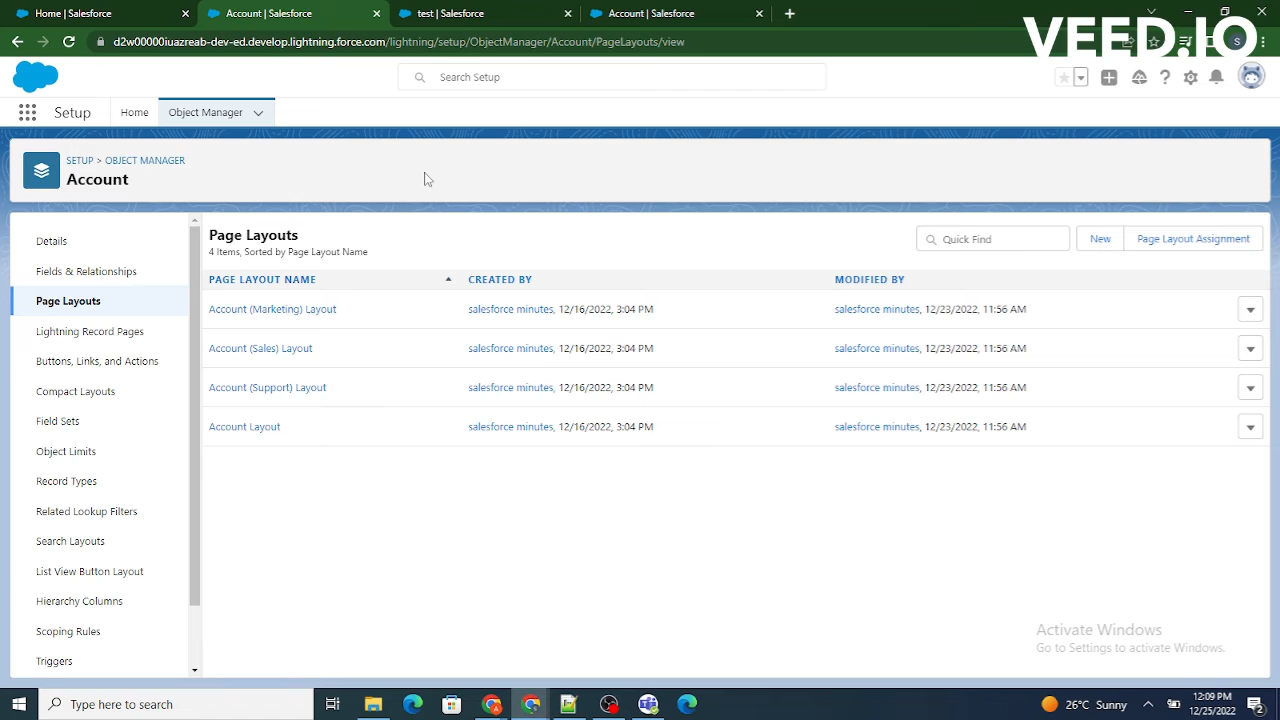 Home | Salesforce
Account | Salesforce
test | Salesforce
Account | Salesforce
d2w00000iuazreab-dev-ed.develop.lightning.force.com/lightning/setup/ObjectManager/Account/PageLayouts/view
S
VEED.IO
Search Setup
Setup
Home
Object Manager
SETUP > OBJECT MANAGER
Account
Details
Fields & Relationships
Page Layouts
Lightning Record Pages
Buttons, Links, and Actions
Compact Layouts
Field Sets
Object Limits
Record Types
Related Lookup Filters
Search Layouts
List View Button Layout
Hierarchy Columns
Scoping Rules
Triggers
Page Layouts
4 Items, Sorted by Page Layout Name
Quick Find
New
Page Layout Assignment
PAGE LAYOUT NAME CREATED BY MODIFIED BY
Account (Marketing) Layout salesforce minutes, 12/16/2022, 3:04 PM salesforce minutes, 12/23/2022, 11:56 AM
Account (Sales) Layout salesforce minutes, 12/16/2022, 3:04 PM salesforce minutes, 12/23/2022, 11:56 AM
Account (Support) Layout salesforce minutes, 12/16/2022, 3:04 PM salesforce minutes, 12/23/2022, 11:56 AM
Account Layout salesforce minutes, 12/16/2022, 3:04 PM salesforce minutes, 12/23/2022, 11:56 AM
Activate Windows
Go to Settings to activate Windows.
Type here to search
26°C Sunny
12:09 PM
12/25/2022
2